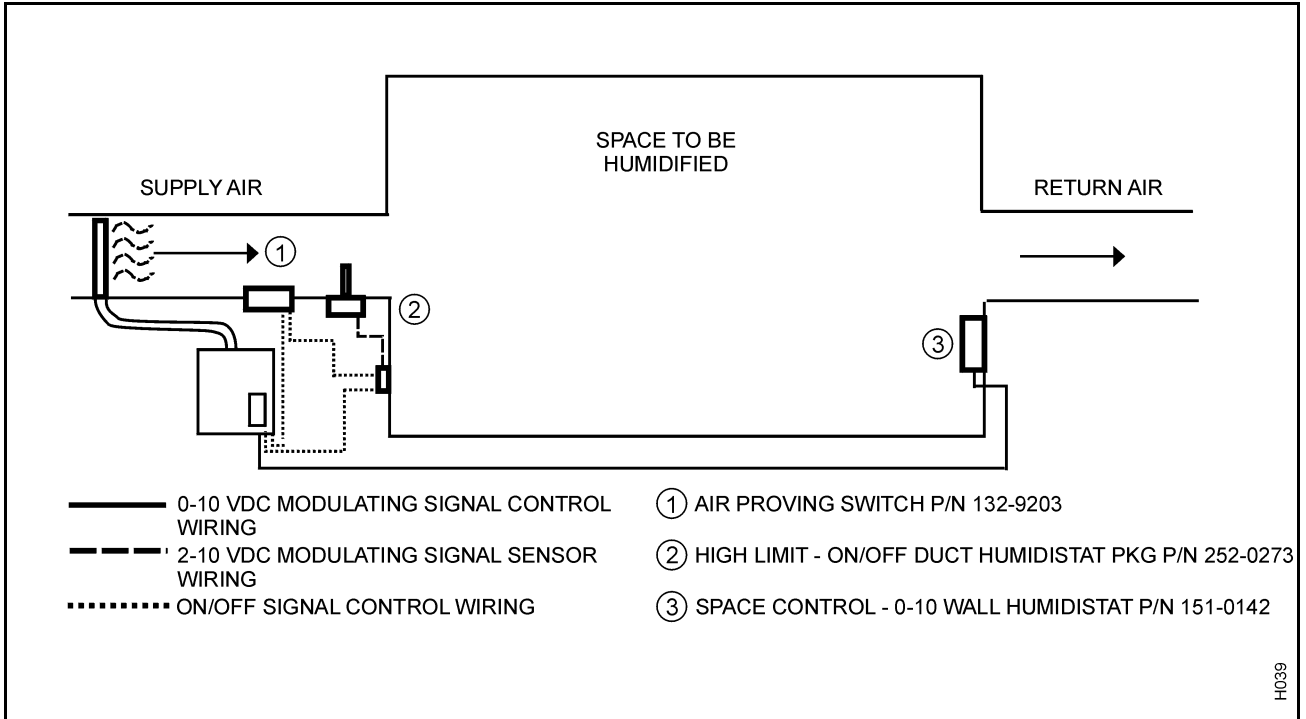 SPACE TO BE
HUMIDIFIED
SUPPLY AIR
RETURN AIR
1
2
3
0-10 VDC MODULATING SIGNAL CONTROL
WIRING
2-10 VDC MODULATING SIGNAL SENSOR
WIRING
ON/OFF SIGNAL CONTROL WIRING
1 AIR PROVING SWITCH P/N 132-9203
2 HIGH LIMIT - ON/OFF DUCT HUMIDISTAT PKG P/N 252-0273
3 SPACE CONTROL - 0-10 WALL HUMIDISTAT P/N 151-0142
H039